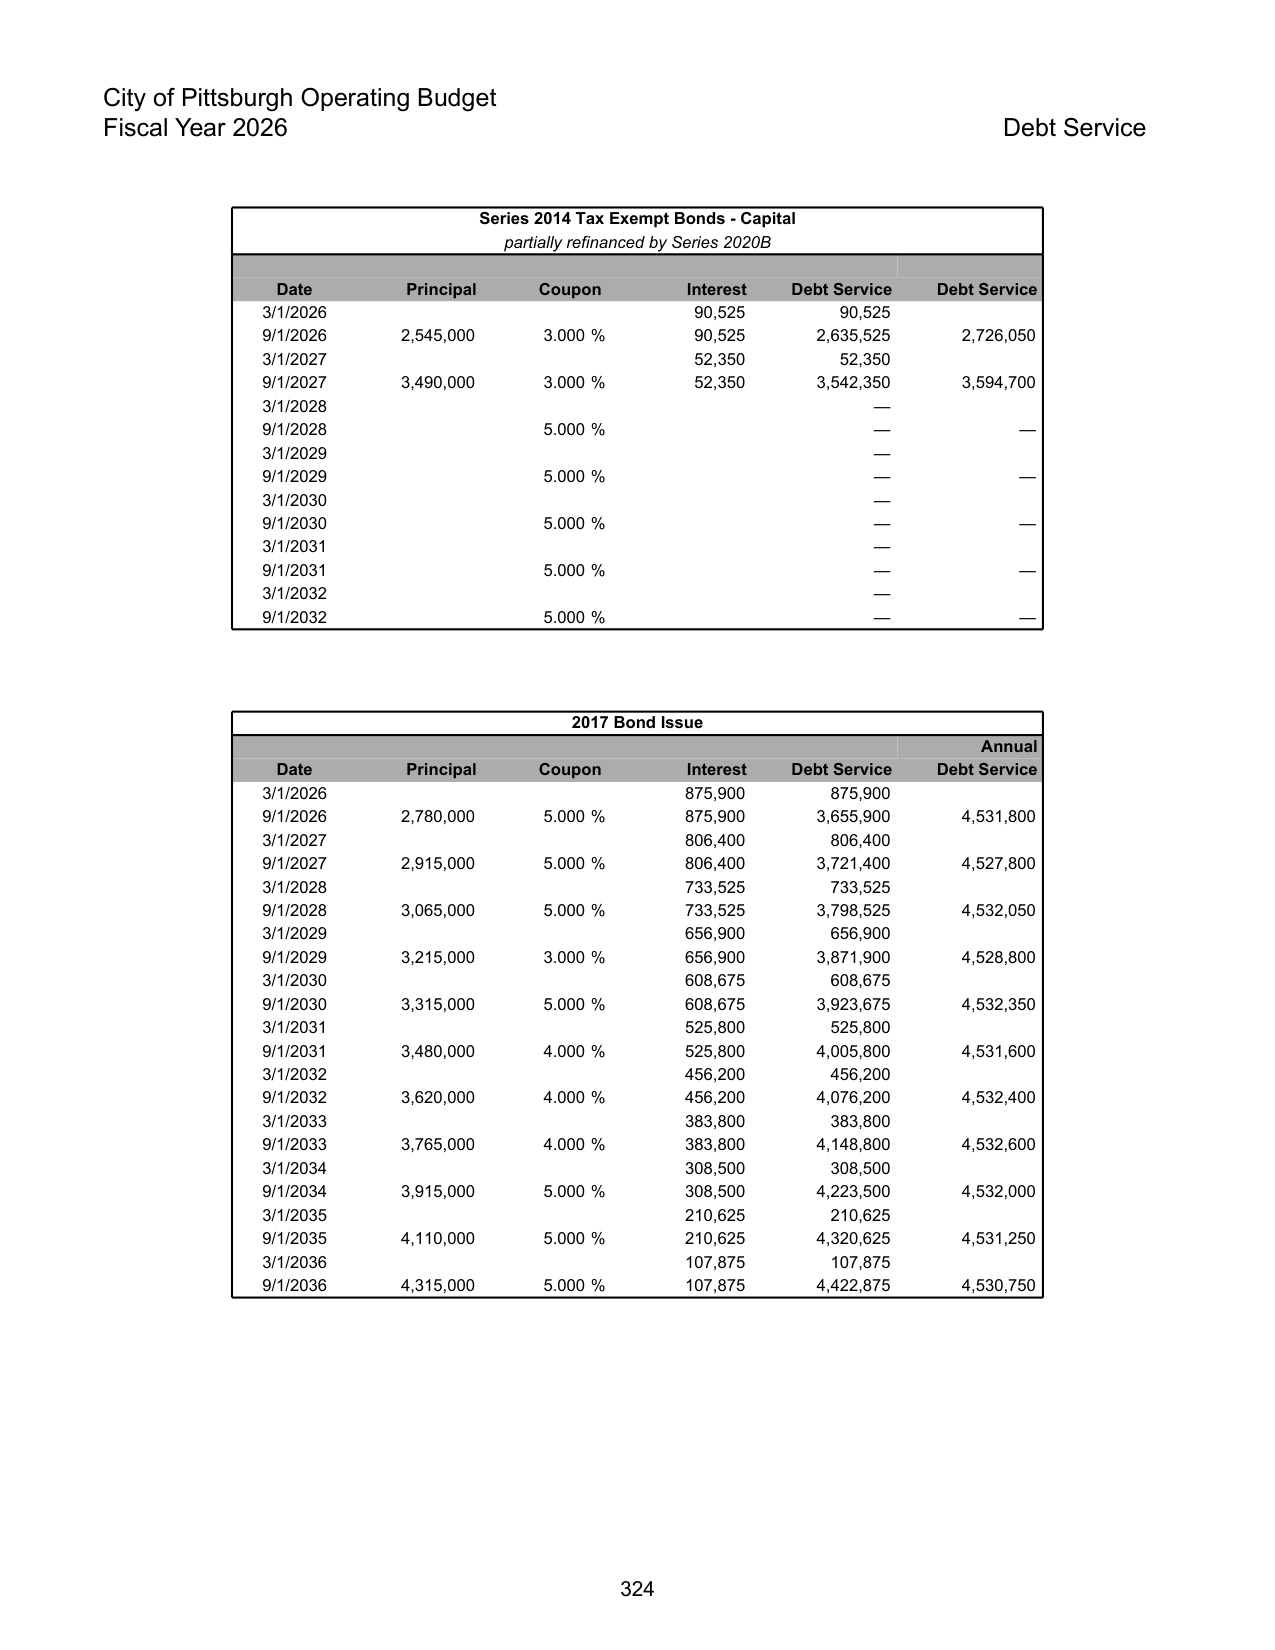 City of Pittsburgh Operating Budget
Fiscal Year 2026 Debt Service
Series 2014 Tax Exempt Bonds - Capital
partially refinanced by Series 2020B
Date Principal Coupon Interest Debt Service Debt Service
3/1/2026 90,525 90,525
9/1/2026 2,545,000 3.000 % 90,525 2,635,525 2,726,050
3/1/2027 52,350 52,350
9/1/2027 3,490,000 3.000 % 52,350 3,542,350 3,594,700
3/1/2028 —
9/1/2028 5.000 % — —
3/1/2029 —
9/1/2029 5.000 % — —
3/1/2030 —
9/1/2030 5.000 % — —
3/1/2031 —
9/1/2031 5.000 % — —
3/1/2032 —
9/1/2032 5.000 % — —
2017 Bond Issue
Annual
Date Principal Coupon Interest Debt Service Debt Service
3/1/2026 875,900 875,900
9/1/2026 2,780,000 5.000 % 875,900 3,655,900 4,531,800
3/1/2027 806,400 806,400
9/1/2027 2,915,000 5.000 % 806,400 3,721,400 4,527,800
3/1/2028 733,525 733,525
9/1/2028 3,065,000 5.000 % 733,525 3,798,525 4,532,050
3/1/2029 656,900 656,900
9/1/2029 3,215,000 3.000 % 656,900 3,871,900 4,528,800
3/1/2030 608,675 608,675
9/1/2030 3,315,000 5.000 % 608,675 3,923,675 4,532,350
3/1/2031 525,800 525,800
9/1/2031 3,480,000 4.000 % 525,800 4,005,800 4,531,600
3/1/2032 456,200 456,200
9/1/2032 3,620,000 4.000 % 456,200 4,076,200 4,532,400
3/1/2033 383,800 383,800
9/1/2033 3,765,000 4.000 % 383,800 4,148,800 4,532,600
3/1/2034 308,500 308,500
9/1/2034 3,915,000 5.000 % 308,500 4,223,500 4,532,000
3/1/2035 210,625 210,625
9/1/2035 4,110,000 5.000 % 210,625 4,320,625 4,531,250
3/1/2036 107,875 107,875
9/1/2036 4,315,000 5.000 % 107,875 4,422,875 4,530,750
324